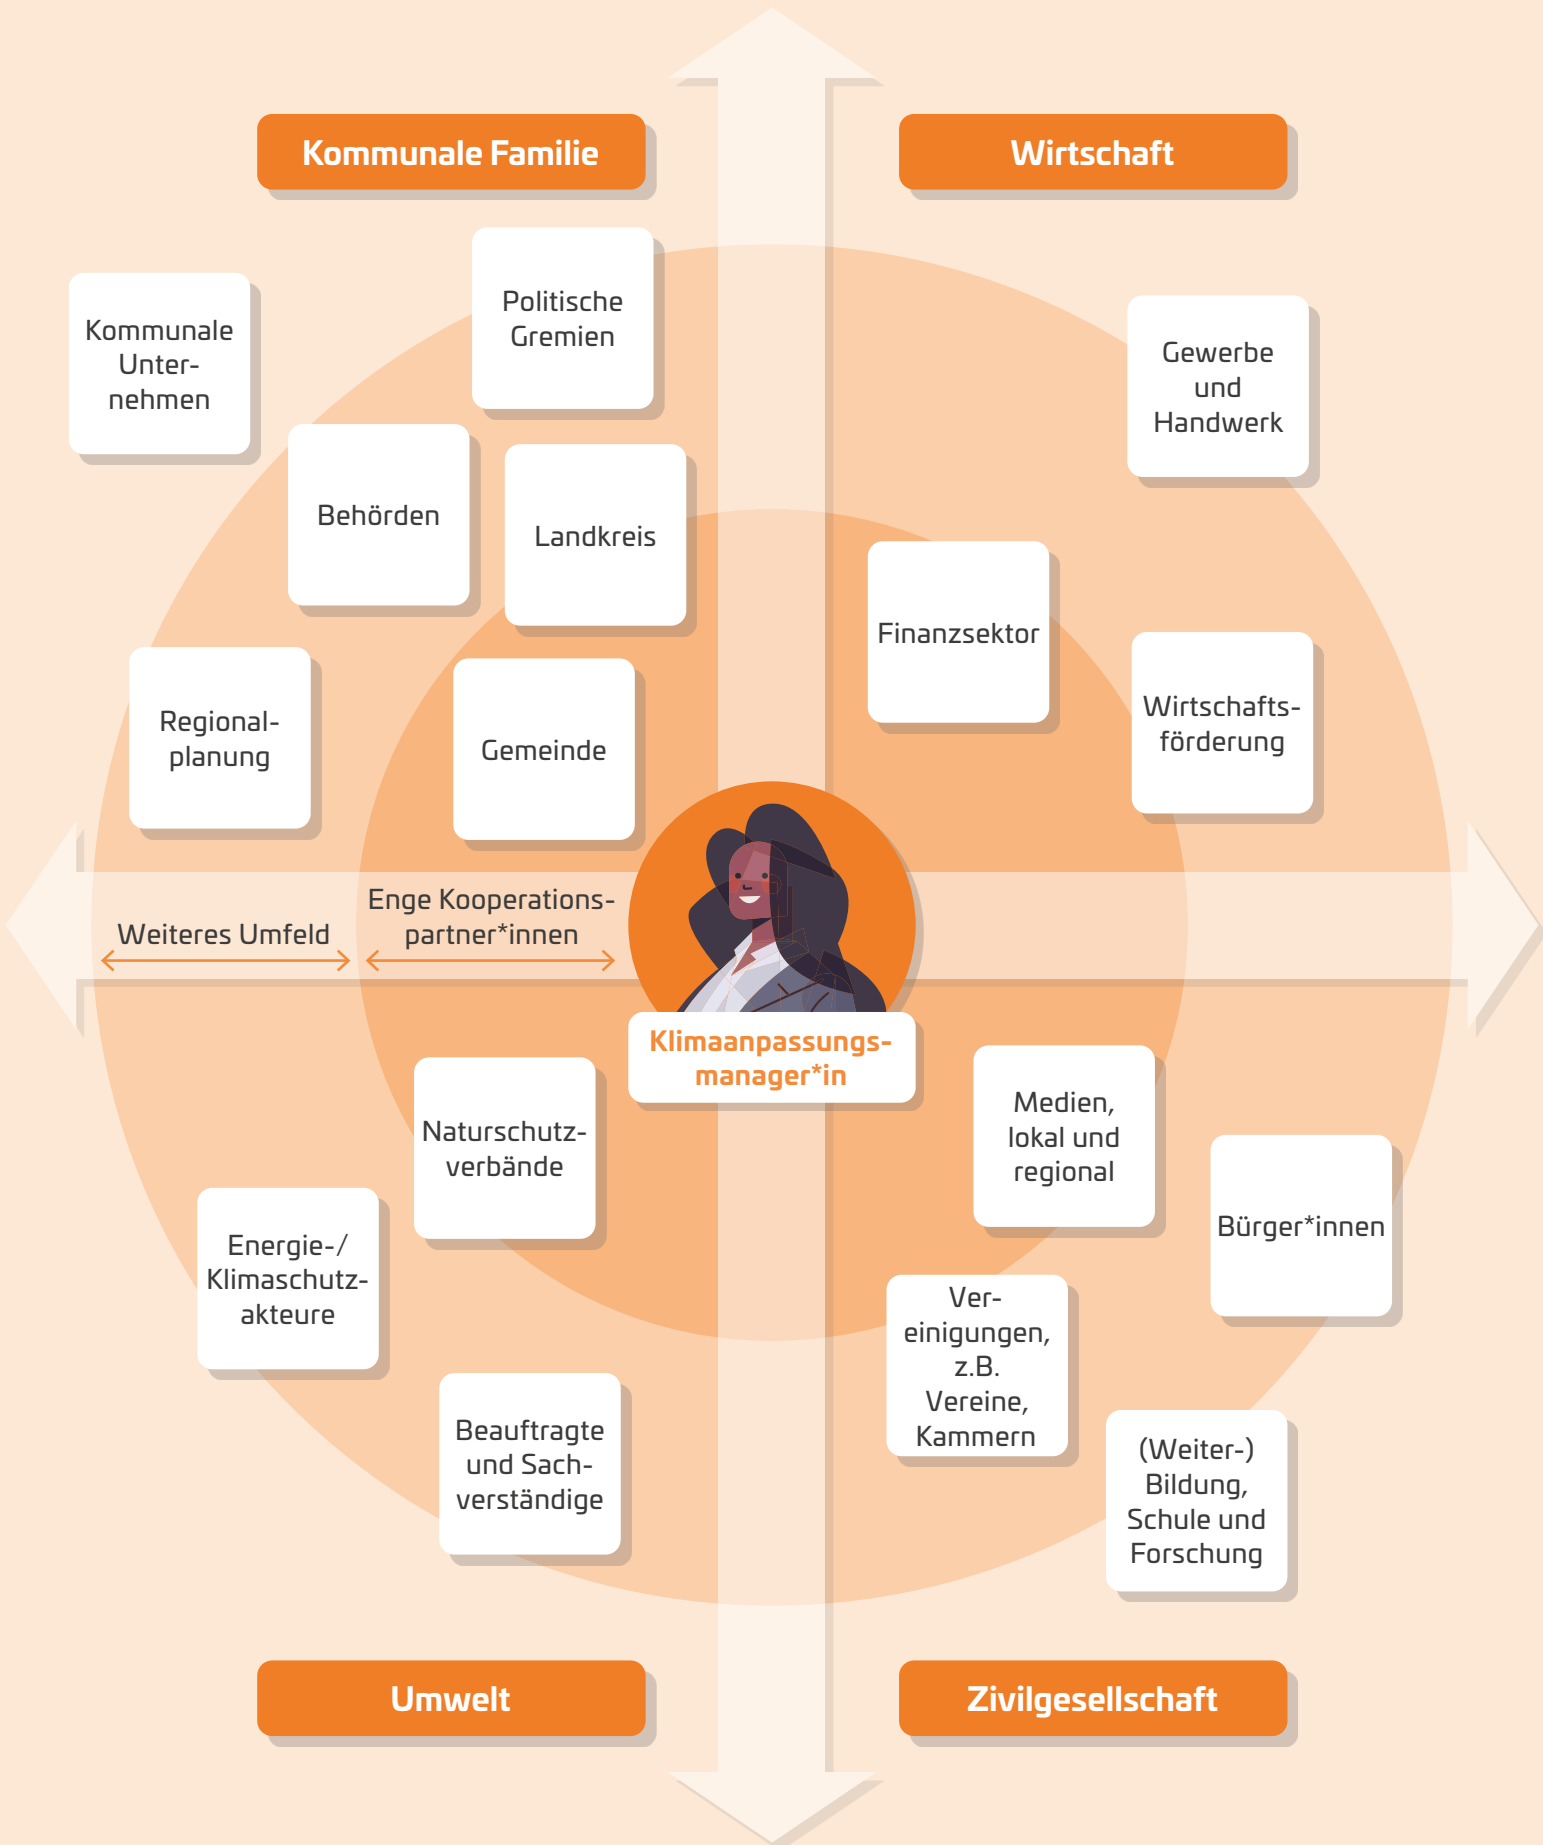 Kommunale Familie
Wirtschaft
Kommunale
Unter-
nehmen
Politische
Gremien
Gewerbe
und
Handwerk
Behörden
Landkreis
Finanzsektor
Regional-
planung
Gemeinde
Wirtschafts-
förderung
Weiteres Umfeld
Enge Kooperations-
partner*innen
Klimaanpassungs-
manager*in
Naturschutz-
verbände
Medien,
lokal und
regional
Bürger*innen
Energie-/
Klimaschutz-
akteure
Ver-
einigungen,
z.B.
Vereine,
Kammern
Beauftragte
und Sach-
verständige
(Weiter-)
Bildung,
Schule und
Forschung
Umwelt
Zivilgesellschaft